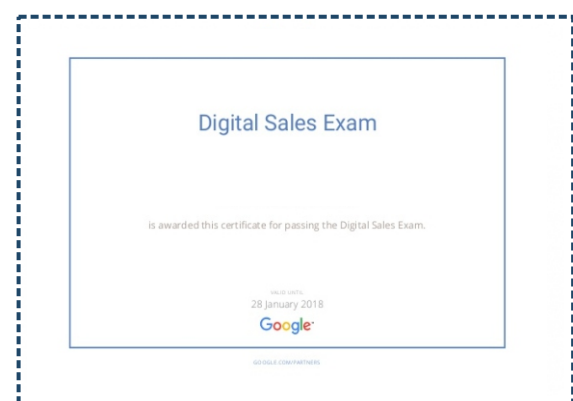 Digital Sales Exam
is awarded this certificate for passing the Digital Sales Exam.
VALID UNTIL
28 January 2018
Google
GOOGLE.COM/PARTNERS